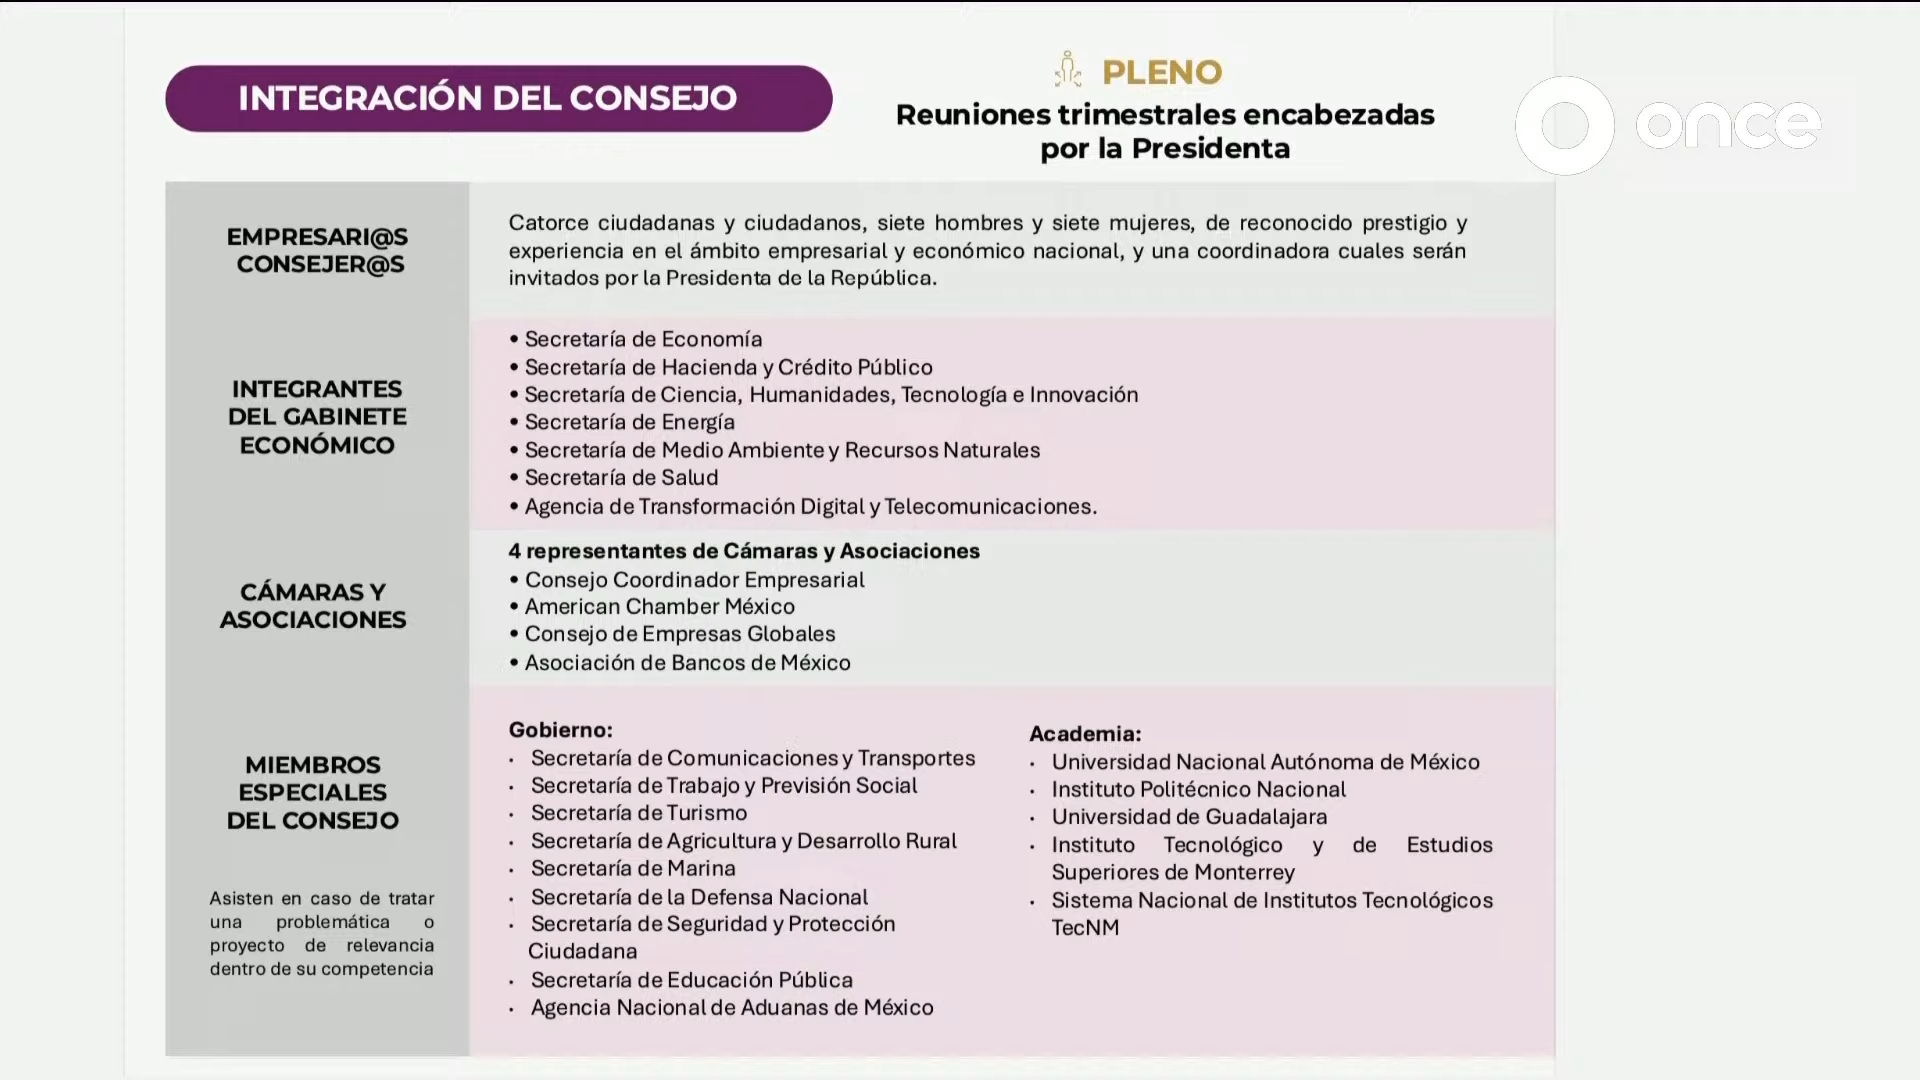 INTEGRACIÓN DEL CONSEJO
PLENO
Reuniones trimestrales encabezadas
por la Presidenta
once
EMPRESARI@S
CONSEJER@S
Catorce ciudadanas y ciudadanos, siete hombres y siete mujeres, de reconocido prestigio y
experiencia en el ámbito empresarial y económico nacional, y una coordinadora cuales serán
invitados por la Presidenta de la República.
INTEGRANTES
DEL GABINETE
ECONÓMICO
• Secretaría de Economía
• Secretaría de Hacienda y Crédito Público
• Secretaría de Ciencia, Humanidades, Tecnología e Innovación
• Secretaría de Energía
• Secretaría de Medio Ambiente y Recursos Naturales
• Secretaría de Salud
• Agencia de Transformación Digital y Telecomunicaciones.
CÁMARAS Y
ASOCIACIONES
4 representantes de Cámaras y Asociaciones
• Consejo Coordinador Empresarial
• American Chamber México
• Consejo de Empresas Globales
• Asociación de Bancos de México
MIEMBROS
ESPECIALES
DEL CONSEJO
Asisten en caso de tratar
una problemática o
proyecto de relevancia
dentro de su competencia
Gobierno:
· Secretaría de Comunicaciones y Transportes
· Secretaría de Trabajo y Previsión Social
· Secretaría de Turismo
· Secretaría de Agricultura y Desarrollo Rural
· Secretaría de Marina
· Secretaría de la Defensa Nacional
· Secretaría de Seguridad y Protección
Ciudadana
· Secretaría de Educación Pública
· Agencia Nacional de Aduanas de México
Academia:
· Universidad Nacional Autónoma de México
· Instituto Politécnico Nacional
· Universidad de Guadalajara
· Instituto Tecnológico y de Estudios
Superiores de Monterrey
· Sistema Nacional de Institutos Tecnológicos
TecNM